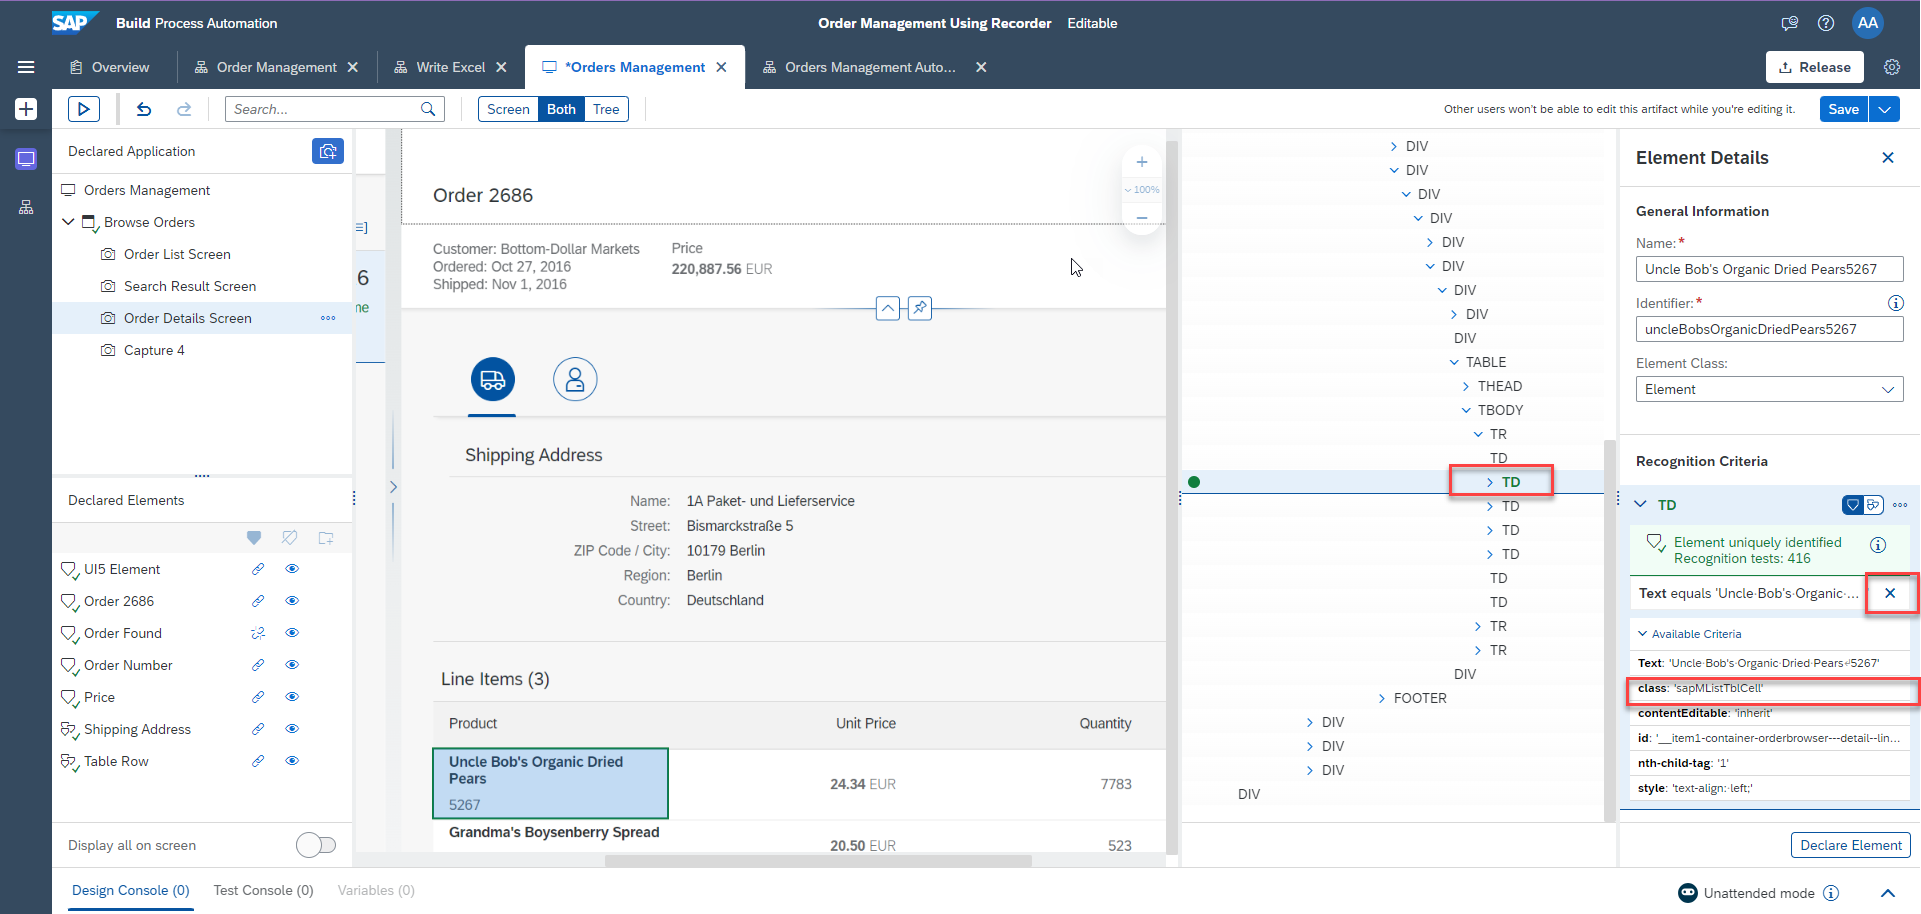 SAP Build Process Automation
Order Management Using Recorder Editable
AA
Overview
Order Management
Write Excel
*Orders Management
Orders Management Auto...
Release
Search...
Screen Both Tree
Other users won't be able to edit this artifact while you're editing it.
Save
Declared Application
Orders Management
Browse Orders
Order List Screen
Search Result Screen
Order Details Screen
Capture 4
Declared Elements
UI5 Element
Order 2686
Order Found
Order Number
Price
Shipping Address
Table Row
Display all on screen
6
me
Order 2686
100%
Customer: Bottom-Dollar Markets
Ordered: Oct 27, 2016
Shipped: Nov 1, 2016
Price
220,887.56 EUR
Shipping Address
Name: 1A Paket- und Lieferservice
Street: Bismarckstraße 5
ZIP Code / City: 10179 Berlin
Region: Berlin
Country: Deutschland
Line Items (3)
Product Unit Price Quantity
Uncle Bob's Organic Dried
Pears
5267
24.34 EUR 7783
Grandma's Boysenberry Spread
20.50 EUR 523
DIV
DIV
DIV
DIV
DIV
DIV
DIV
DIV
DIV
TABLE
THEAD
TBODY
TR
TD
TD
TD
TD
TD
TD
TD
TR
TR
DIV
FOOTER
DIV
DIV
DIV
DIV
Element Details
General Information
Name:*
Uncle Bob's Organic Dried Pears5267
Identifier:*
uncleBobsOrganicDriedPears5267
Element Class:
Element
Recognition Criteria
TD
Element uniquely identified
Recognition tests: 416
Text equals 'Uncle·Bob's·Organic·...
Available Criteria
Text: 'Uncle·Bob's·Organic·Dried·Pears↵5267'
class: 'sapMListTblCell'
contentEditable: 'inherit'
id: '__item1-container-orderbrowser---detail--lin...
nth-child-tag: '1'
style: 'text-align:·left;'
Declare Element
Design Console (0) Test Console (0) Variables (0)
Unattended mode